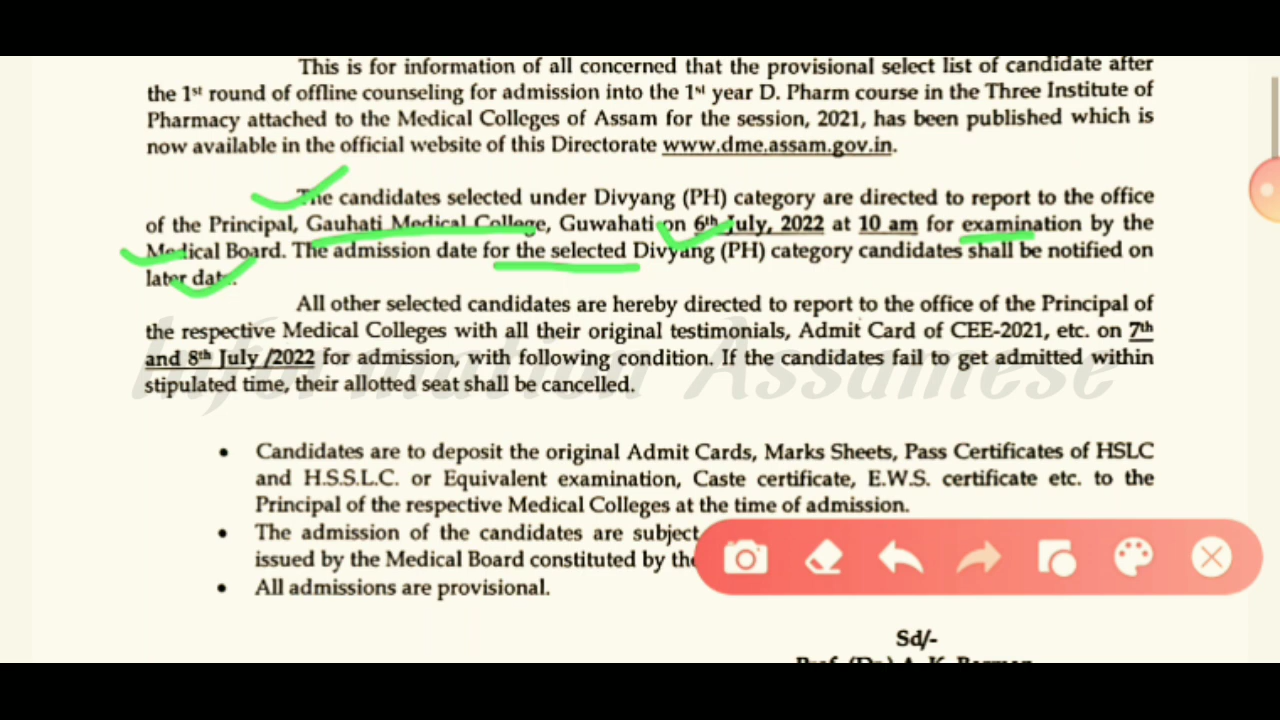 This is for information of all concerned that the provisional select list of candidate after
the 1st round of offline counseling for admission into the 1st year D. Pharm course in the Three Institute of
Pharmacy attached to the Medical Colleges of Assam for the session, 2021, has been published which is
now available in the official website of this Directorate www.dme.assam.gov.in.
The candidates selected under Divyang (PH) category are directed to report to the office
of the Principal, Gauhati Medical College, Guwahati on 6th July, 2022 at 10 am for examination by the
Medical Board. The admission date for the selected Divyang (PH) category candidates shall be notified on
later date.
All other selected candidates are hereby directed to report to the office of the Principal of
the respective Medical Colleges with all their original testimonials, Admit Card of CEE-2021, etc. on 7th
and 8th July /2022 for admission, with following condition. If the candidates fail to get admitted within
stipulated time, their allotted seat shall be cancelled.
Information Assamese
• Candidates are to deposit the original Admit Cards, Marks Sheets, Pass Certificates of HSLC
and H.S.S.L.C. or Equivalent examination, Caste certificate, E.W.S. certificate etc. to the
Principal of the respective Medical Colleges at the time of admission.
• The admission of the candidates are subject
issued by the Medical Board constituted by the
• All admissions are provisional.
Sd/-